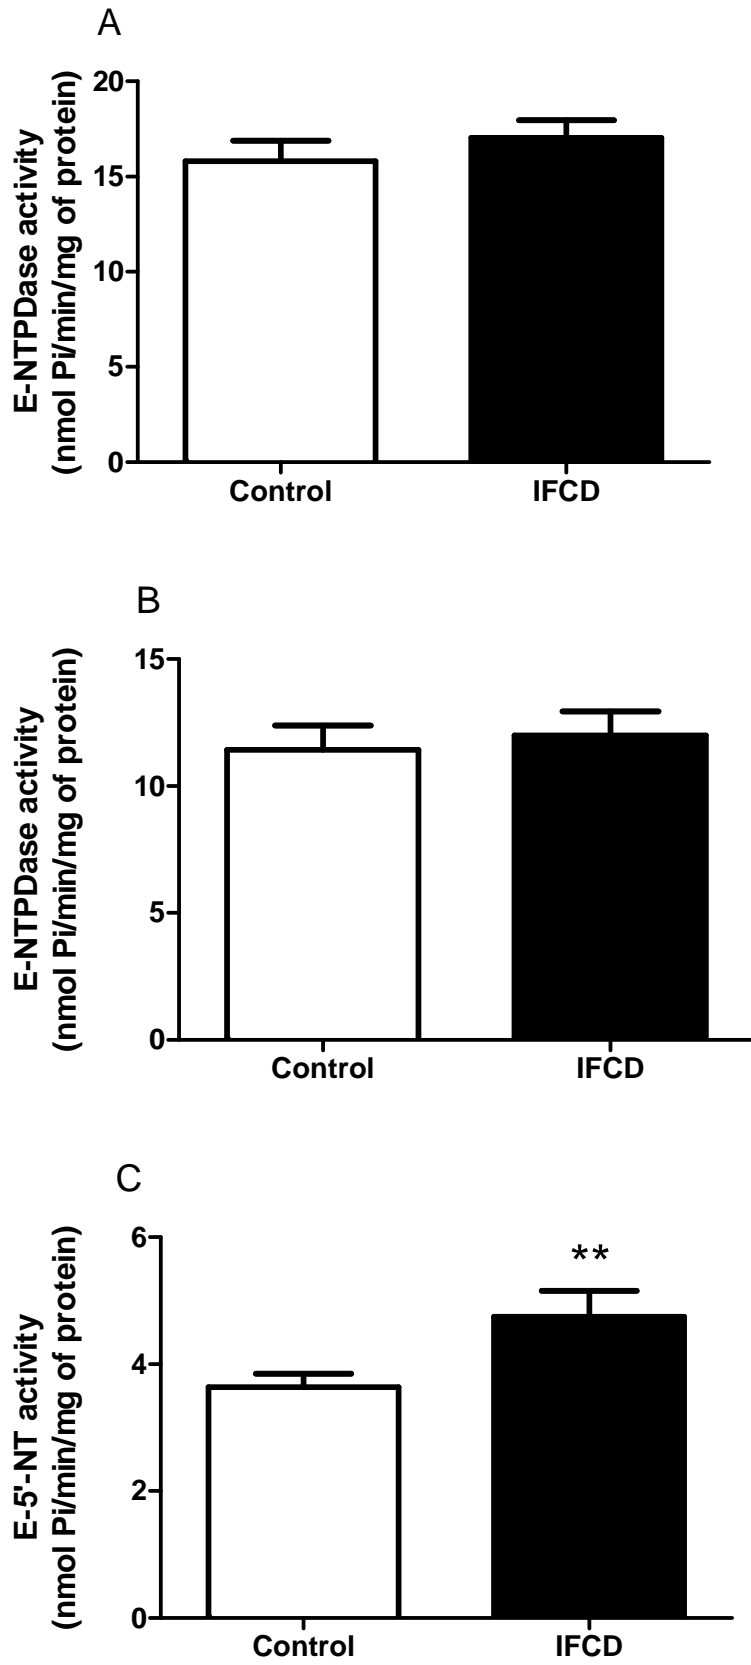 A
E-NTPDase activity
(nmol Pi/min/mg of protein)
20
15
10
5
0
Control
IFCD
B
E-NTPDase activity
(nmol Pi/min/mg of protein)
15
10
5
0
Control
IFCD
C
E-5'-NT activity
(nmol Pi/min/mg of protein)
6
4
2
0
**
Control
IFCD